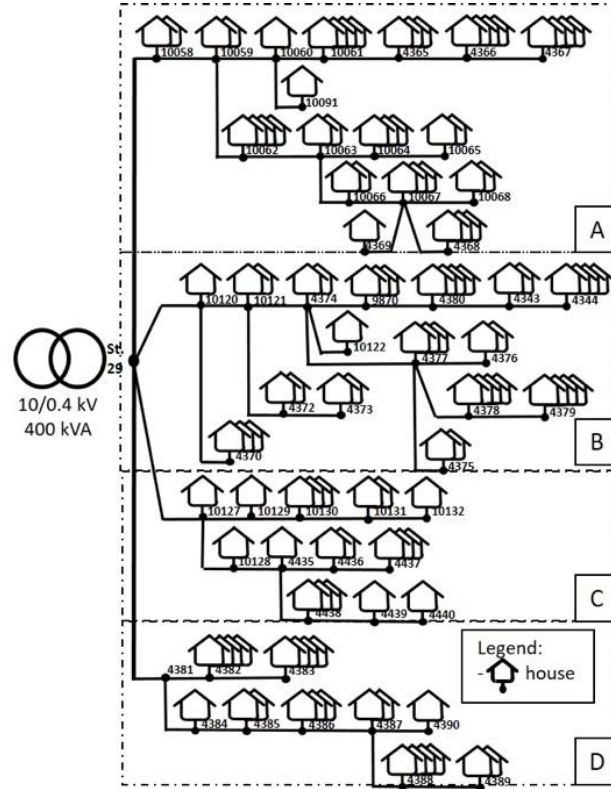 10058 10059 10060 10061 4365 4366 4367
10091
10062 10063 10064 10065
10066 10067 10068
4369 4368
A
10120 10121 4374 9870 4380 4343 4344
St.
29
10122 4377 4376
10/0.4 kV
400 kVA
4372 4373 4378 4379
4370 4375
B
10127 10129 10130 10131 10132
10128 4435 4436 4437
4438 4439 4440
C
4381 4382 4383
Legend:
- house
4384 4385 4386 4387 4390
4388 4389
D